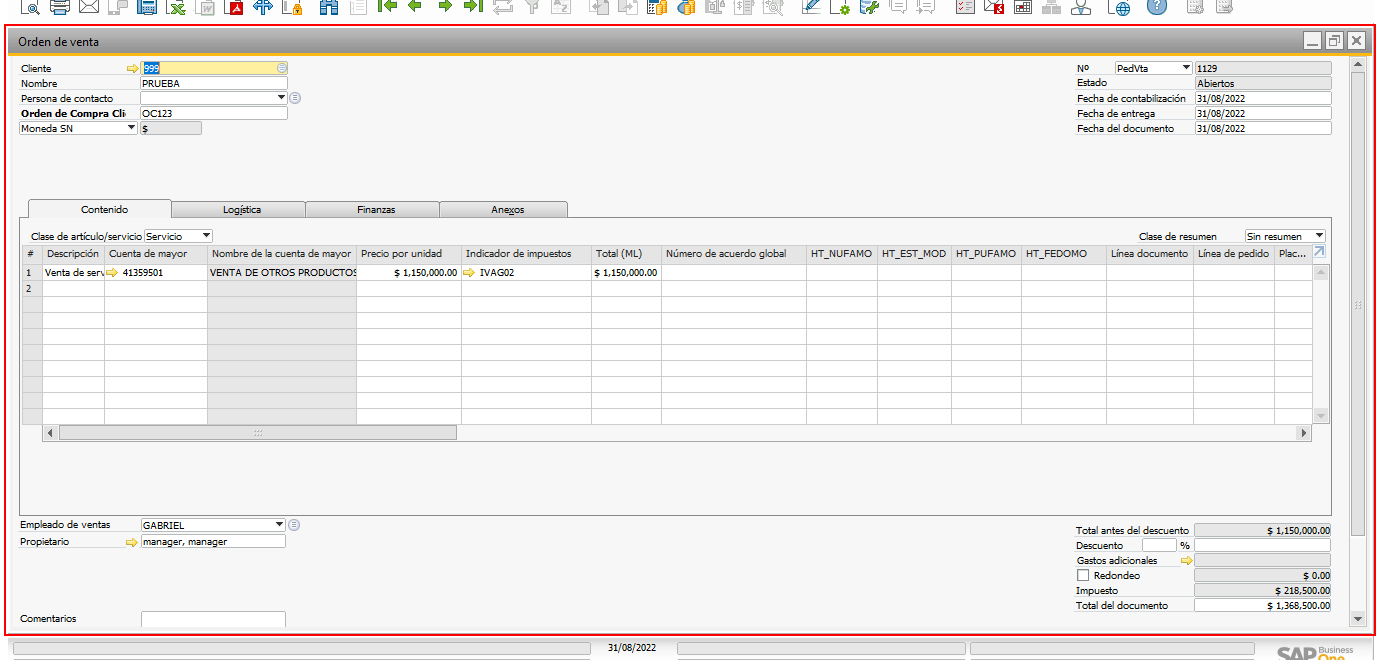 Orden de venta
Cliente 999
Nombre PRUEBA
Persona de contacto
Orden de Compra Cli OC123
Moneda SN $
Nº PedVta 1129
Estado Abiertos
Fecha de contabilización 31/08/2022
Fecha de entrega 31/08/2022
Fecha del documento 31/08/2022
Contenido Logística Finanzas Anexos
Clase de artículo/servicio Servicio Clase de resumen Sin resumen
# Descripción Cuenta de mayor Nombre de la cuenta de mayor Precio por unidad Indicador de impuestos Total (ML) Número de acuerdo global HT_NUFAMO HT_EST_MOD HT_PUFAMO HT_FEDOMO Línea documento Línea de pedido Plac...
1 Venta de serv 41359501 VENTA DE OTROS PRODUCTOS $ 1,150,000.00 IVAG02 $ 1,150,000.00
2
Empleado de ventas GABRIEL
Propietario manager, manager
Comentarios
Total antes del descuento $ 1,150,000.00
Descuento %
Gastos adicionales
Redondeo $ 0.00
Impuesto $ 218,500.00
Total del documento $ 1,368,500.00
31/08/2022
SAP Business
One